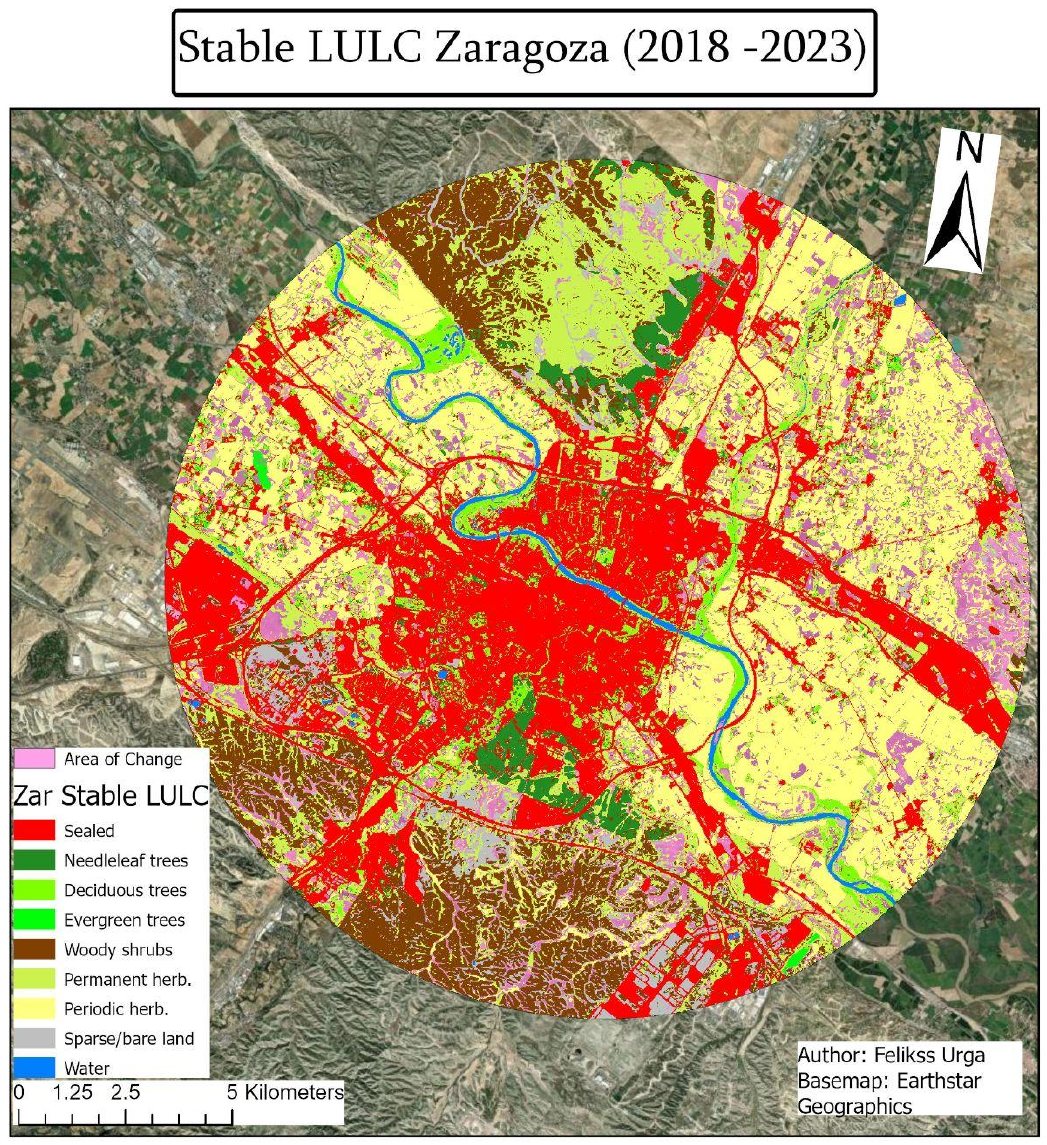 Stable LULC Zaragoza (2018 -2023)
N
Area of Change
Zar Stable LULC
Sealed
Needleleaf trees
Deciduous trees
Evergreen trees
Woody shrubs
Permanent herb.
Periodic herb.
Sparse/bare land
Water
0 1.25 2.5 5 Kilometers
Author: Felikss Urga
Basemap: Earthstar
Geographics